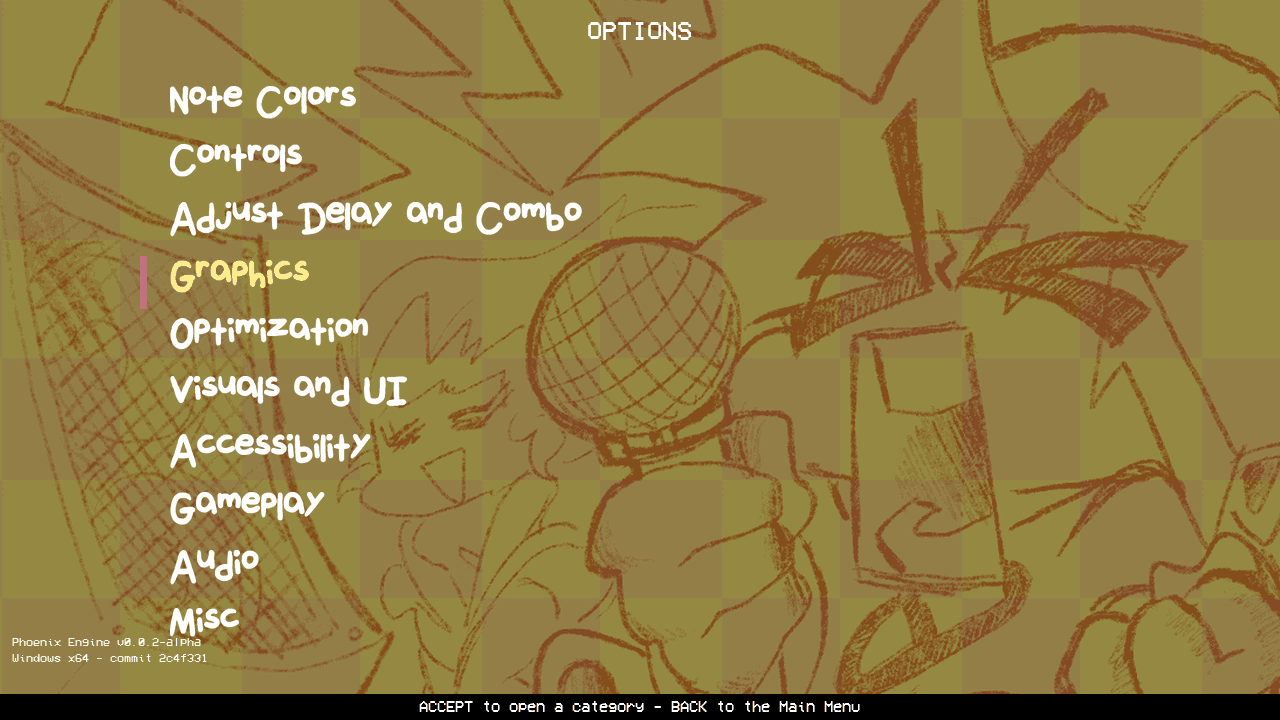 OPTIONS
Note Colors
Controls
Adjust Delay and Combo
Graphics
Optimization
Visuals and UI
Accessibility
Gameplay
Audio
Misc
Phoenix Engine v0.0.2-alpha
Windows x64 - commit 2c4f331
ACCEPT to open a category - BACK to the Main Menu